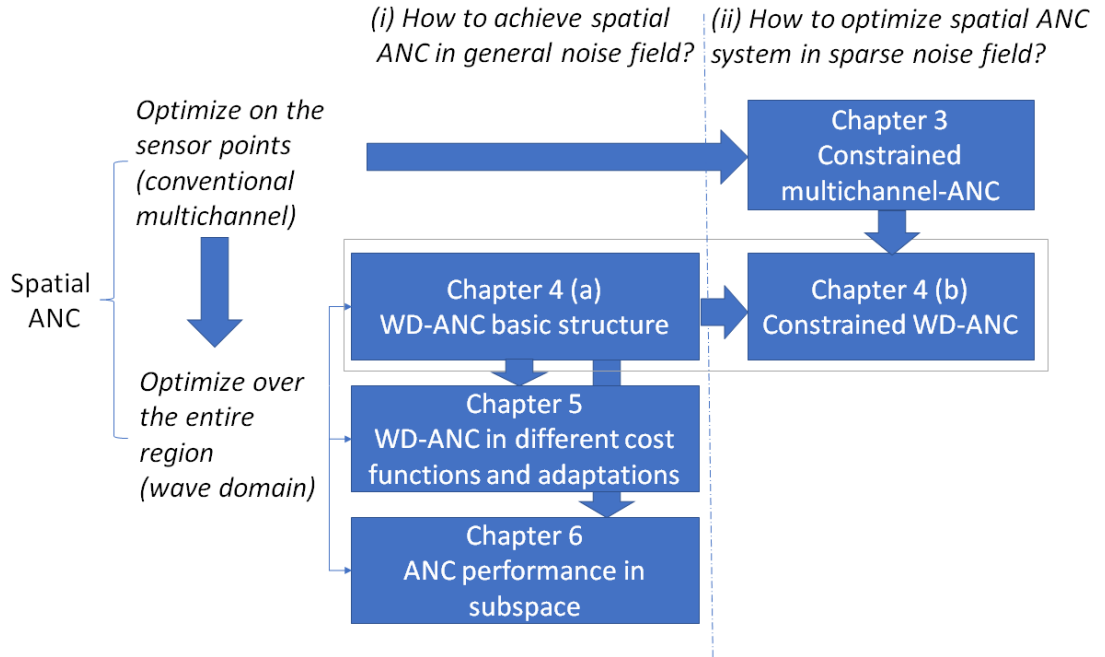 (i) How to achieve spatial
ANC in general noise field?
(ii) How to optimize spatial ANC
system in sparse noise field?
Optimize on the
sensor points
(conventional
multichannel)
Chapter 3
Constrained
multichannel-ANC
Spatial
ANC
Chapter 4 (a)
WD-ANC basic structure
Chapter 4 (b)
Constrained WD-ANC
Optimize over
the entire
region
(wave domain)
Chapter 5
WD-ANC in different cost
functions and adaptations
Chapter 6
ANC performance in
subspace